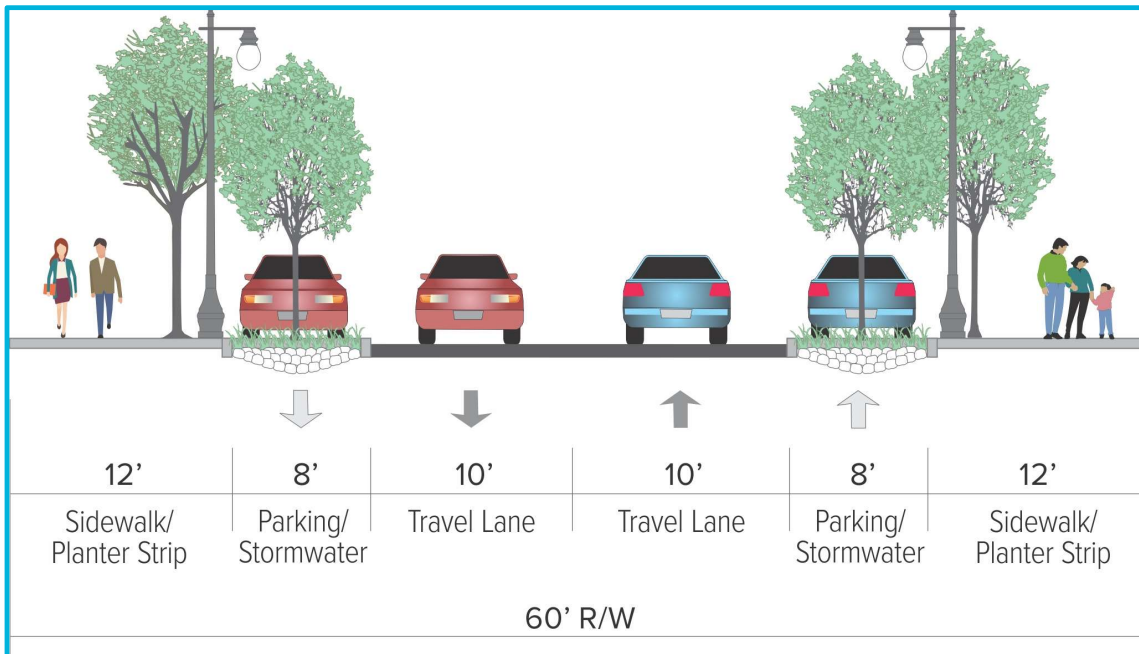 12’
8’
10’
10’
8’
12’
Sidewalk/
Planter Strip
Parking/
Stormwater
Travel Lane
Travel Lane
Parking/
Stormwater
Sidewalk/
Planter Strip
60’ R/W